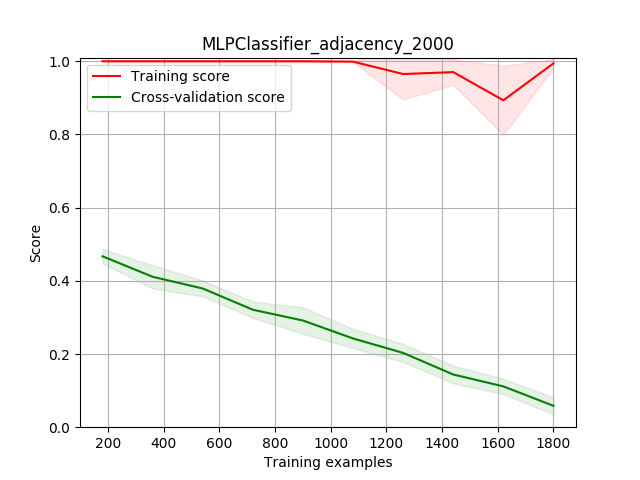 MLPClassifier_adjacency_2000
1.0
0.8
0.6
0.4
0.2
0.0
Score
Training score
Cross-validation score
200 400 600 800 1000 1200 1400 1600 1800
Training examples